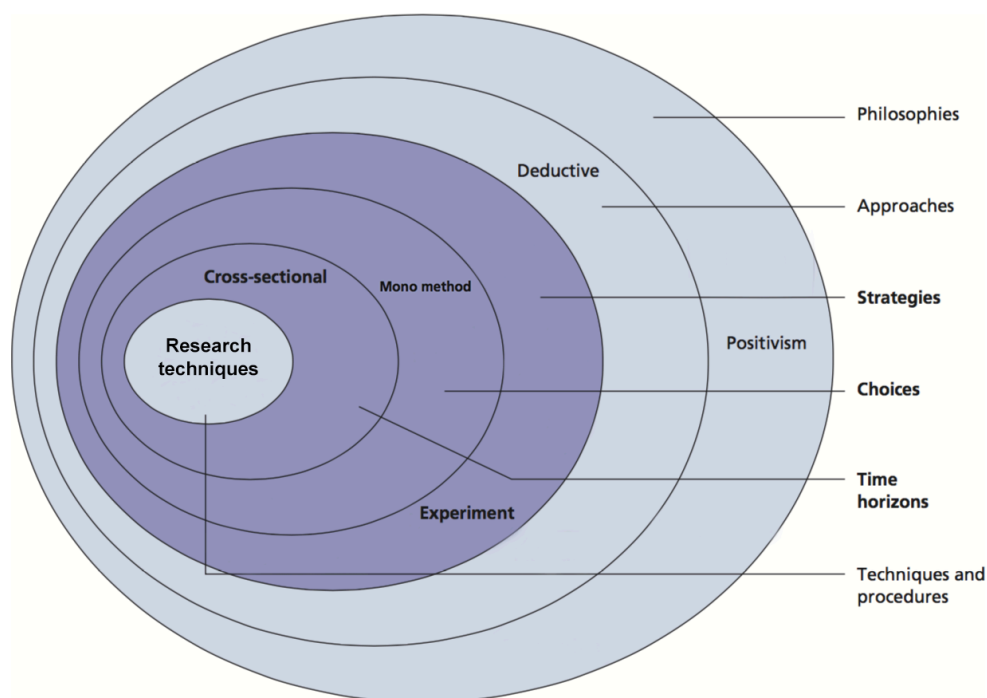 Philosophies
Deductive
Approaches
Cross-sectional
Mono method
Strategies
Research
techniques
Positivism
Choices
Time
horizons
Experiment
Techniques and
procedures